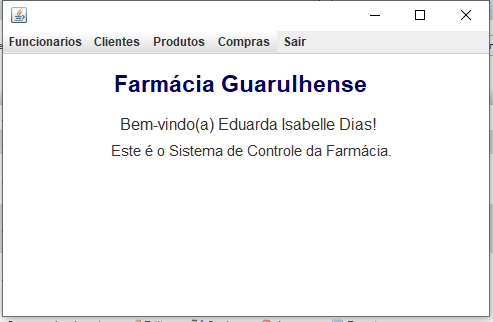 Funcionarios Clientes Produtos Compras Sair
Farmácia Guarulhense
Bem-vindo(a) Eduarda Isabelle Dias!
Este é o Sistema de Controle da Farmácia.